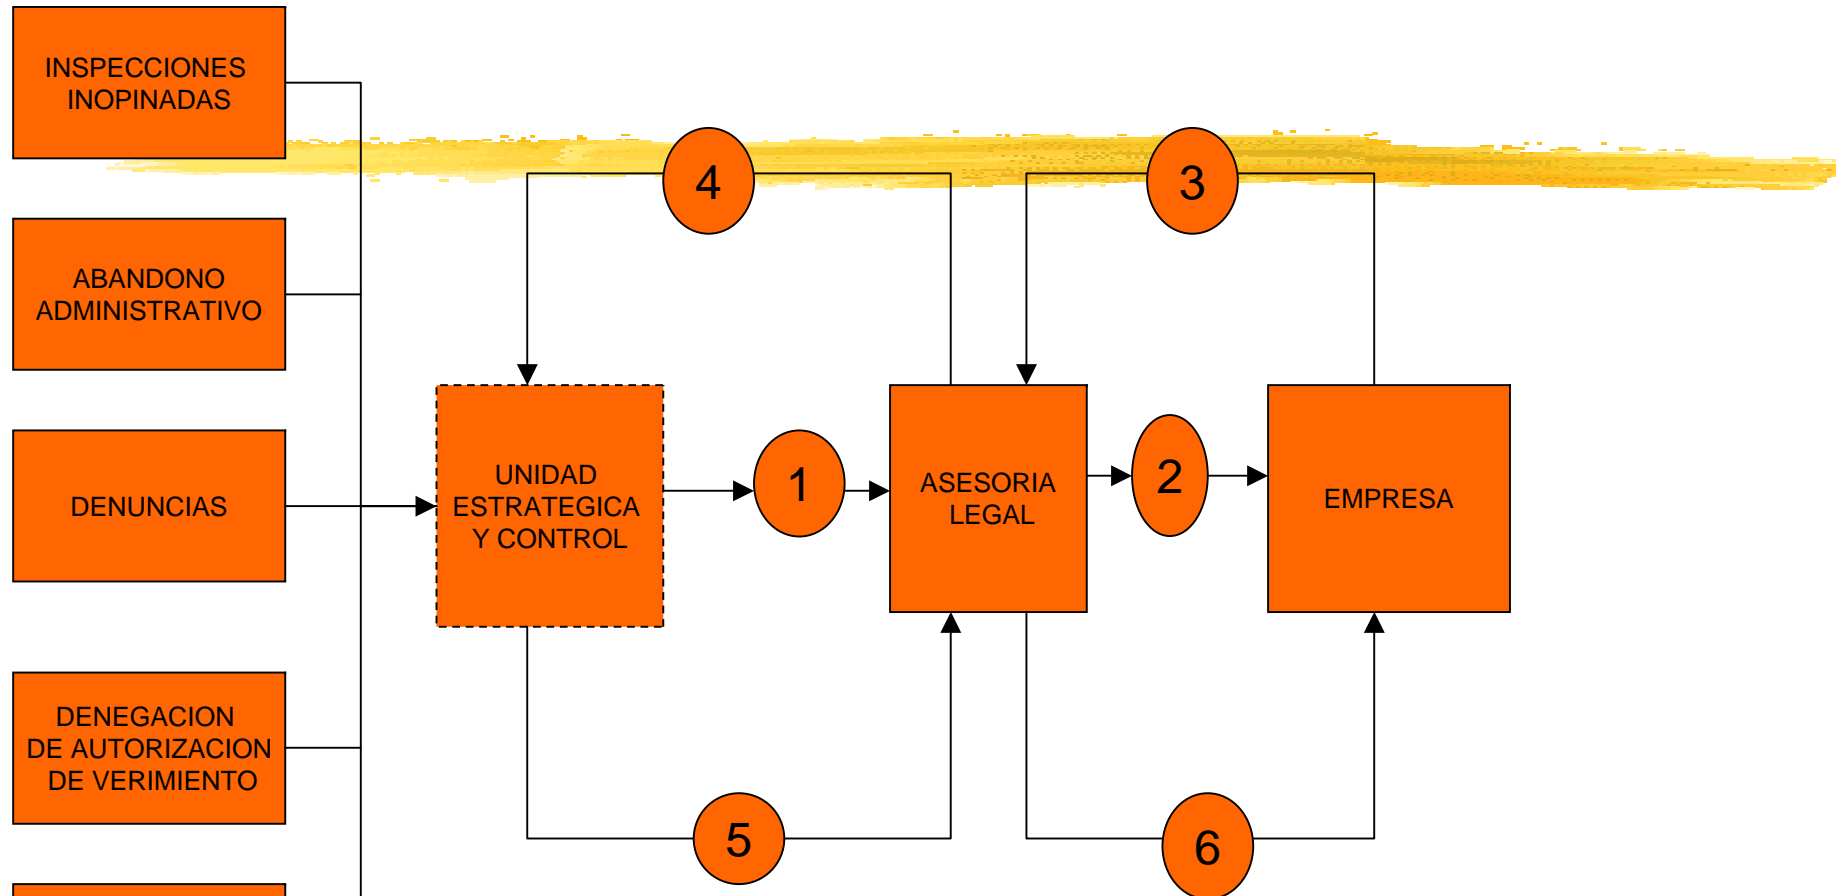 INSPECCIONES
INOPINADAS
4
3
ABANDONO
ADMINISTRATIVO
DENUNCIAS
UNIDAD
ESTRATEGICA
Y CONTROL
1
ASESORIA
LEGAL
2
EMPRESA
DENEGACION
DE AUTORIZACION
DE VERIMIENTO
5
6